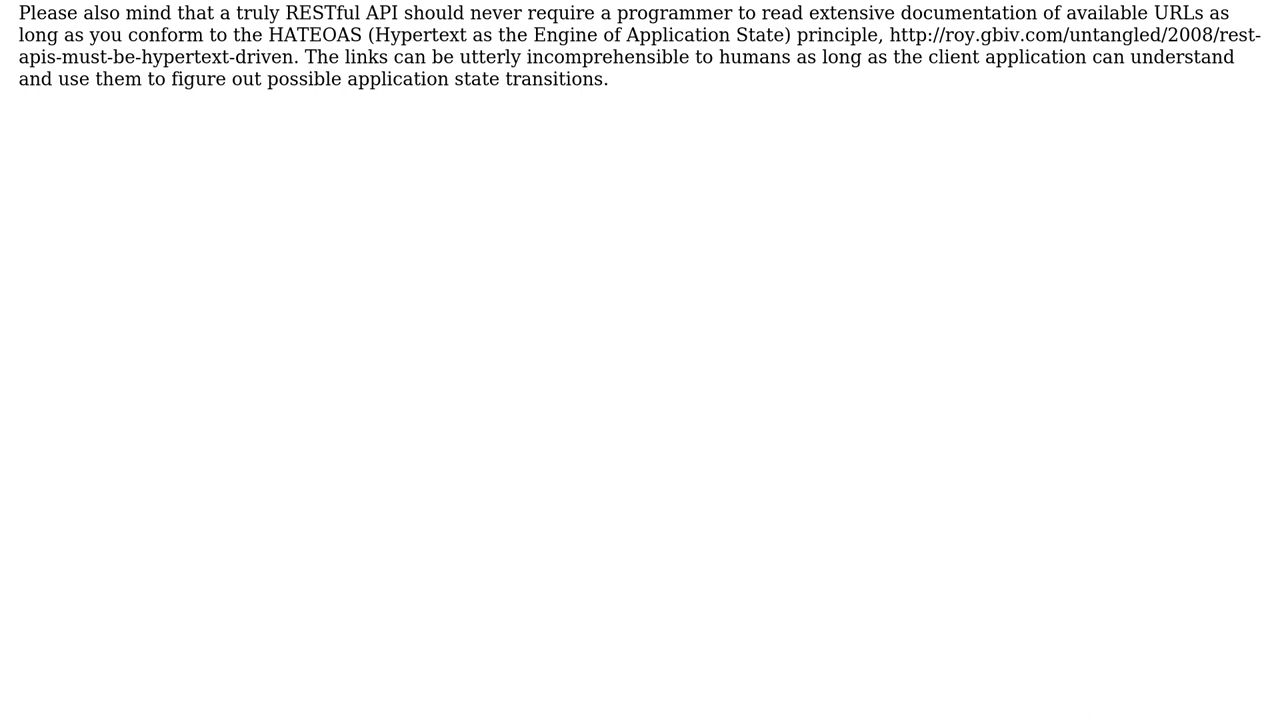 Please also mind that a truly RESTful API should never require a programmer to read extensive documentation of available URLs as
long as you conform to the HATEOAS (Hypertext as the Engine of Application State) principle, http://roy.gbiv.com/untangled/2008/rest-
apis-must-be-hypertext-driven. The links can be utterly incomprehensible to humans as long as the client application can understand
and use them to figure out possible application state transitions.